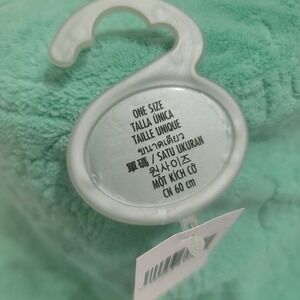 ONE SIZE
TALLA ÚNICA
TAILLE UNIQUE
ขนาดเดียว
單碼 / SATU UKURAN
원사이즈
MỘT KÍCH CỠ
CN 60 cm